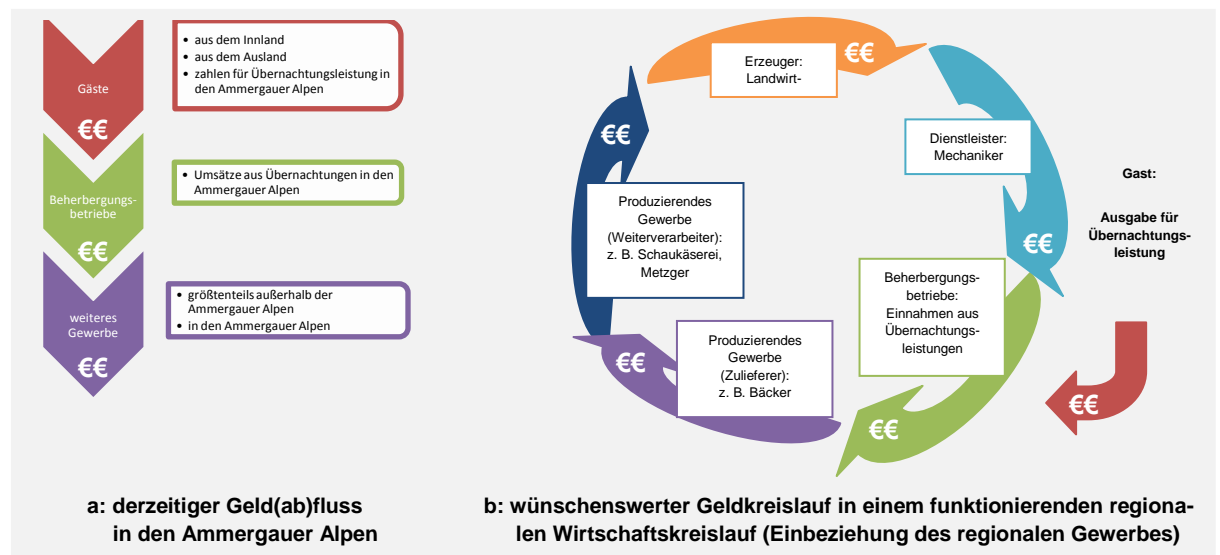 Gäste
€€
• aus dem Innland
• aus dem Ausland
• zahlen für Übernachtungsleistung in
den Ammergauer Alpen
Beherbergungs-
betriebe
€€
• Umsätze aus Übernachtungen in den
Ammergauer Alpen
weiteres
Gewerbe
€€
• größtenteils außerhalb der
Ammergauer Alpen
• in den Ammergauer Alpen
a: derzeitiger Geld(ab)fluss
in den Ammergauer Alpen
Erzeuger:
Landwirt-
€€
Dienstleister:
Mechaniker
€€
Gast:
Ausgabe für
Übernachtungs-
leistung
€€
Beherbergungs-
betriebe:
Einnahmen aus
Übernachtungs-
leistungen
€€
Produzierendes
Gewerbe
(Zulieferer):
z. B. Bäcker
€€
Produzierendes
Gewerbe
(Weiterverarbeiter):
z. B. Schaukäserei,
Metzger
€€
b: wünschenswerter Geldkreislauf in einem funktionierenden regiona-
len Wirtschaftskreislauf (Einbeziehung des regionalen Gewerbes)